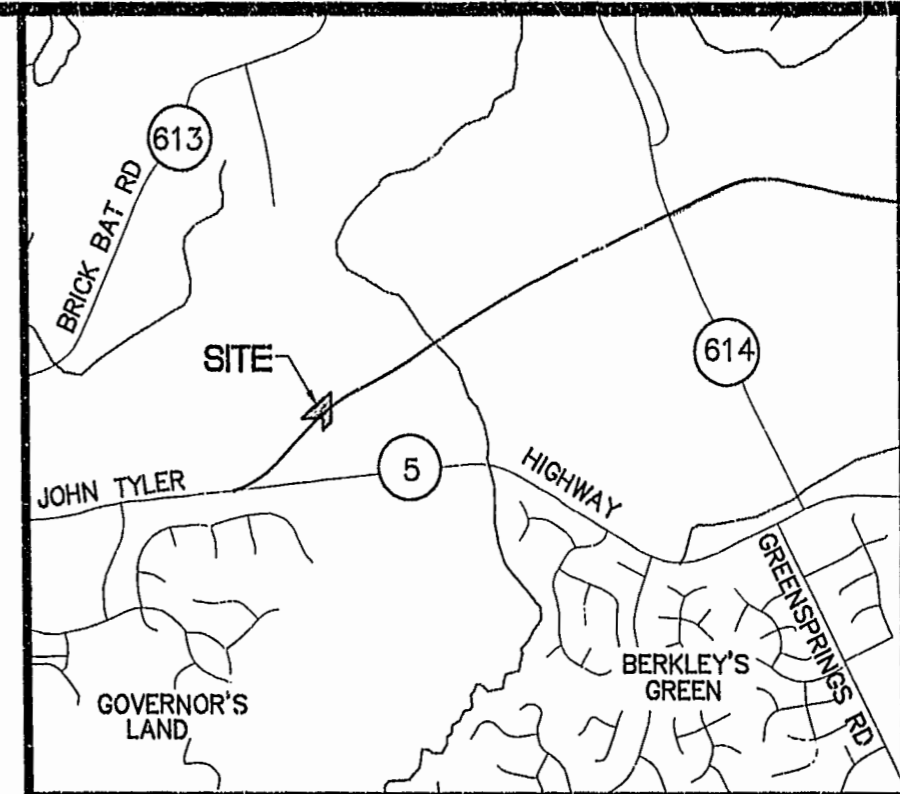 613
BRICK BAT RD
614
SITE
5
JOHN TYLER
HIGHWAY
GREENSPRINGS RD
BERKLEY'S
GREEN
GOVERNOR'S
LAND